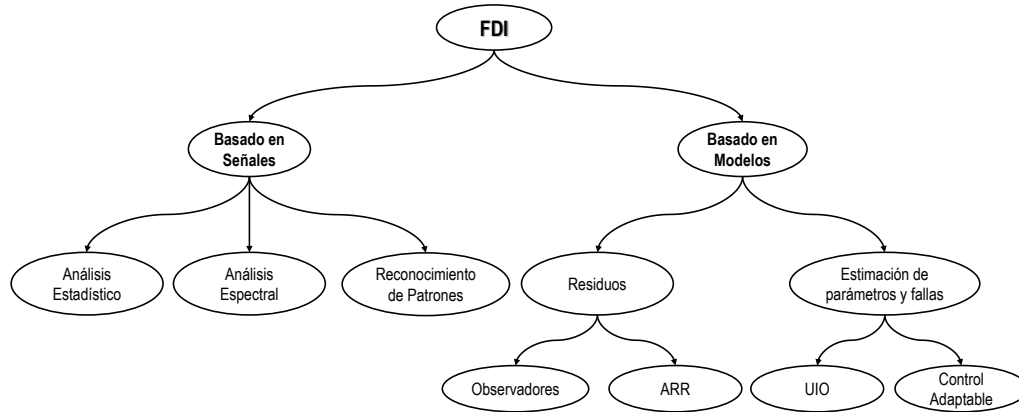 FDI
Basado en
Señales
Basado en
Modelos
Análisis
Estadístico
Análisis
Espectral
Reconocimiento
de Patrones
Residuos
Estimación de
parámetros y fallas
Observadores
ARR
UIO
Control
Adaptable